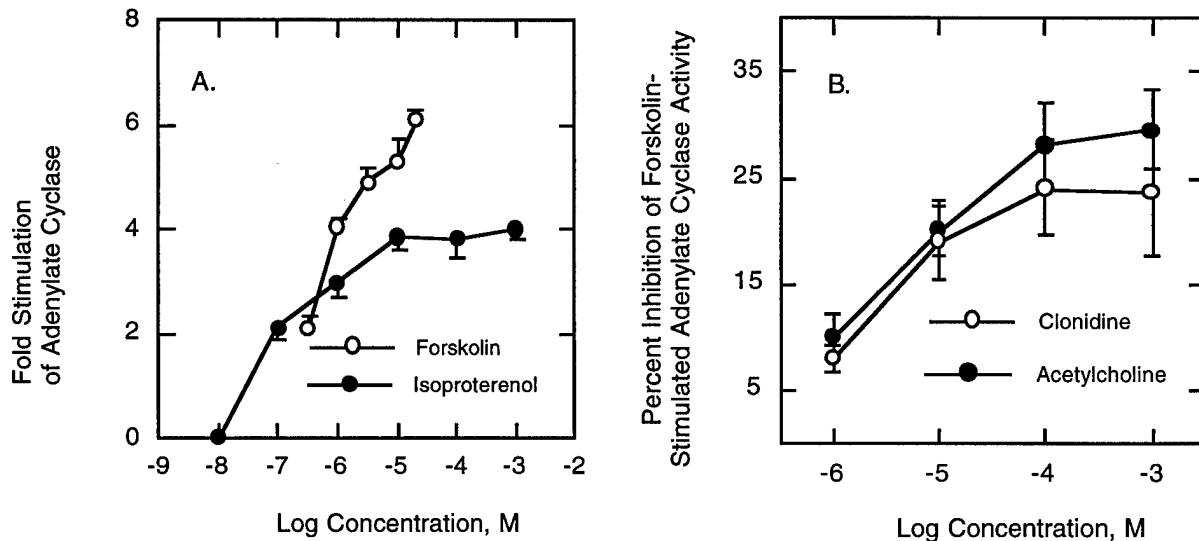 Fold Stimulation
of Adenylate Cyclase
8
6
4
2
0
A.
Forskolin
Isoproterenol
-9 -8 -7 -6 -5 -4 -3 -2
Log Concentration, M
Percent Inhibition of Forskolin-
Stimulated Adenylate Cyclase Activity
35
25
15
5
B.
Clonidine
Acetylcholine
-6 -5 -4 -3
Log Concentration, M